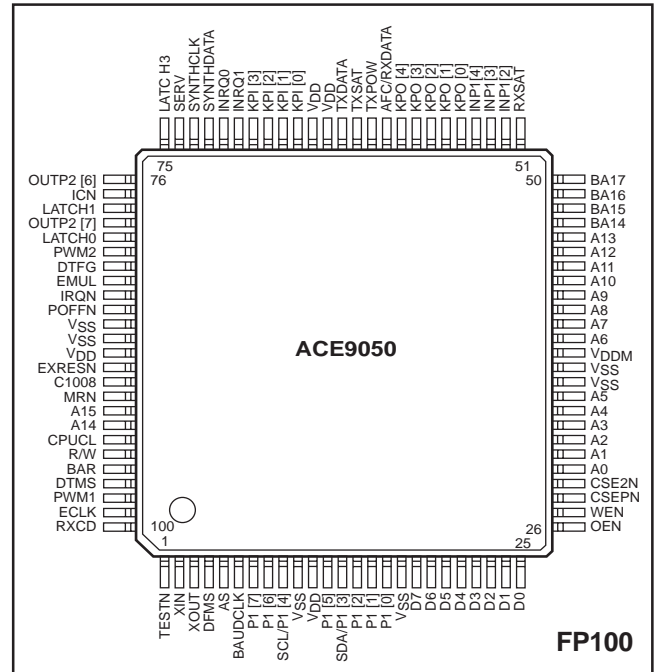 LATC H3
SERV
SYNTHCLK
SYNTHDATA
INRQ0
INRQ1
KPI [3]
KPI [2]
KPI [1]
KPI [0]
VDD
VDD
TXDATA
TXSAT
TXPOW
AFC/RXDATA
KPO [4]
KPO [3]
KPO [2]
KPO [1]
KPO [0]
INP1 [4]
INP1 [3]
INP1 [2]
RXSAT
75
76
51
50
OUTP2 [6]
ICN
LATCH1
OUTP2 [7]
LATCH0
PWM2
DTFG
EMUL
IRQN
POFFN
VSS
VSS
VDD
EXRESN
C1008
MRN
A15
A14
CPUCL
R/W
BAR
DTMS
PWM1
ECLK
RXCD
ACE9050
BA17
BA16
BA15
BA14
A13
A12
A11
A10
A9
A8
A7
A6
VDDM
VSS
VSS
A5
A4
A3
A2
A1
A0
CSE2N
CSEPN
WEN
OEN
100
1
26
25
TESTN
XIN
XOUT
DFMS
AS
BAUDCLK
P1 [7]
P1 [6]
SCL/P1 [4]
VSS
VDD
P1 [5]
SDA/P1 [3]
P1 [2]
P1 [1]
P1 [0]
VSS
D7
D6
D5
D4
D3
D2
D1
D0
FP100